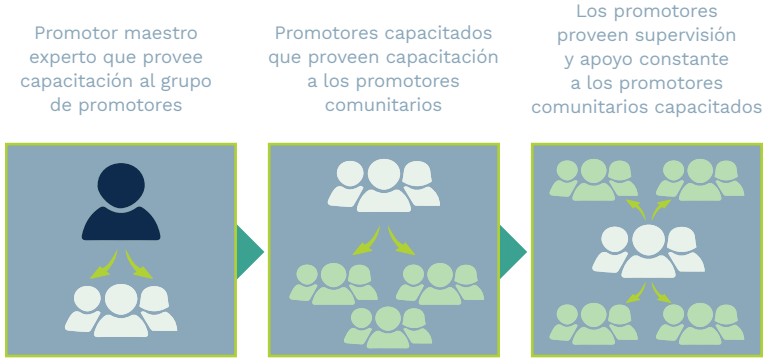 Promotor maestro
experto que provee
capacitación al grupo
de promotores
Promotores capacitados
que proveen capacitación
a los promotores
comunitarios
Los promotores
proveen supervisión
y apoyo constante
a los promotores
comunitarios capacitados